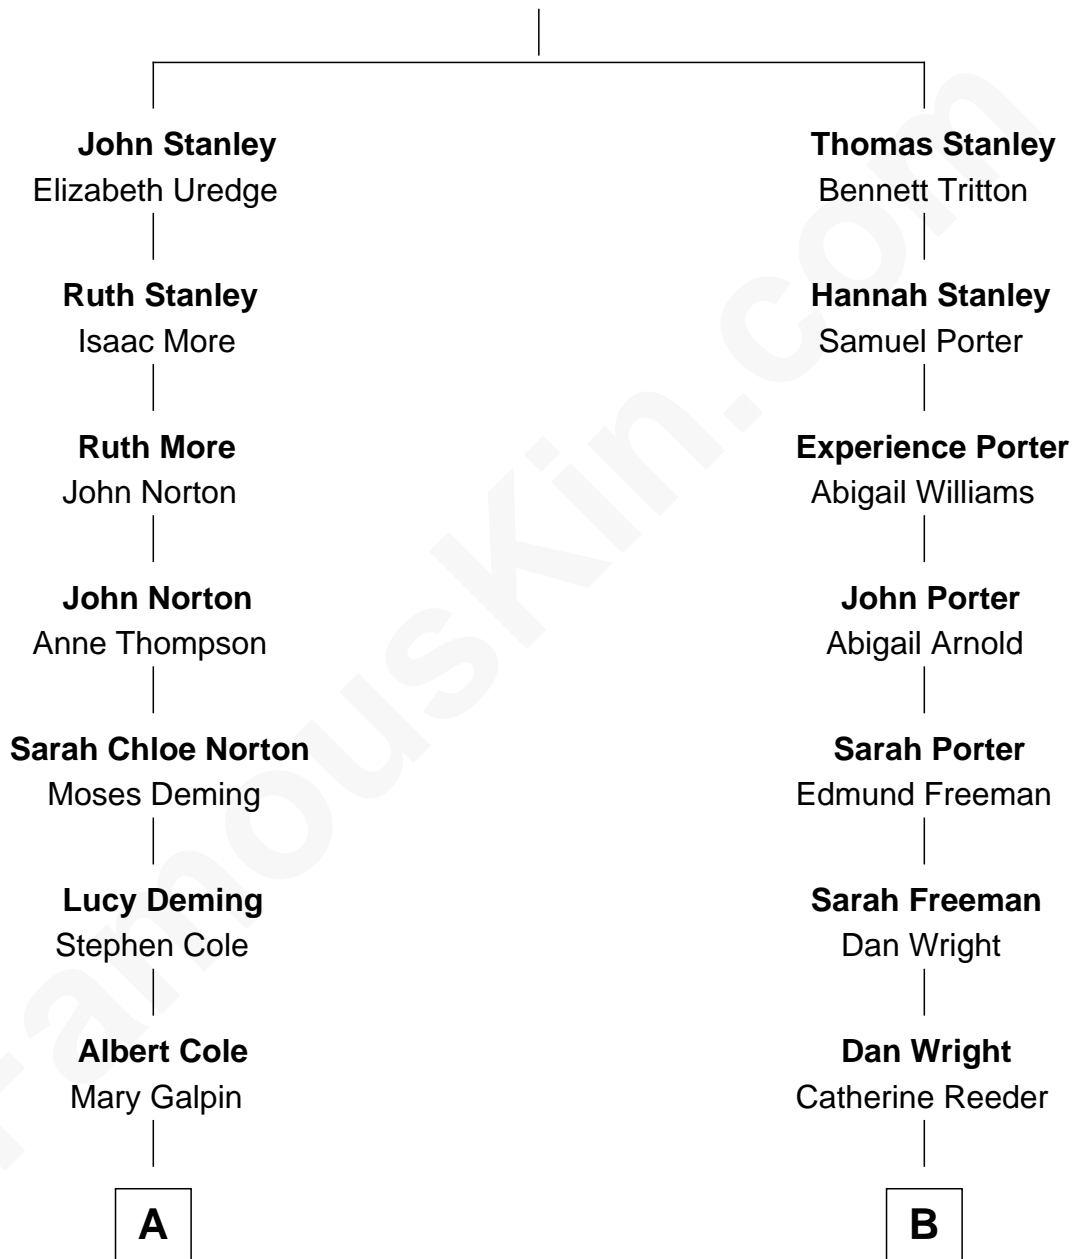 John Stanley
Elizabeth Uredge
Ruth Stanley
Isaac More
Ruth More
John Norton
John Norton
Anne Thompson
Sarah Chloe Norton
Moses Deming
Lucy Deming
Stephen Cole
Albert Cole
Mary Galpin
A
Thomas Stanley
Bennett Tritton
Hannah Stanley
Samuel Porter
Experience Porter
Abigail Williams
John Porter
Abigail Arnold
Sarah Porter
Edmund Freeman
Sarah Freeman
Dan Wright
Dan Wright
Catherine Reeder
B
FamousKin.com